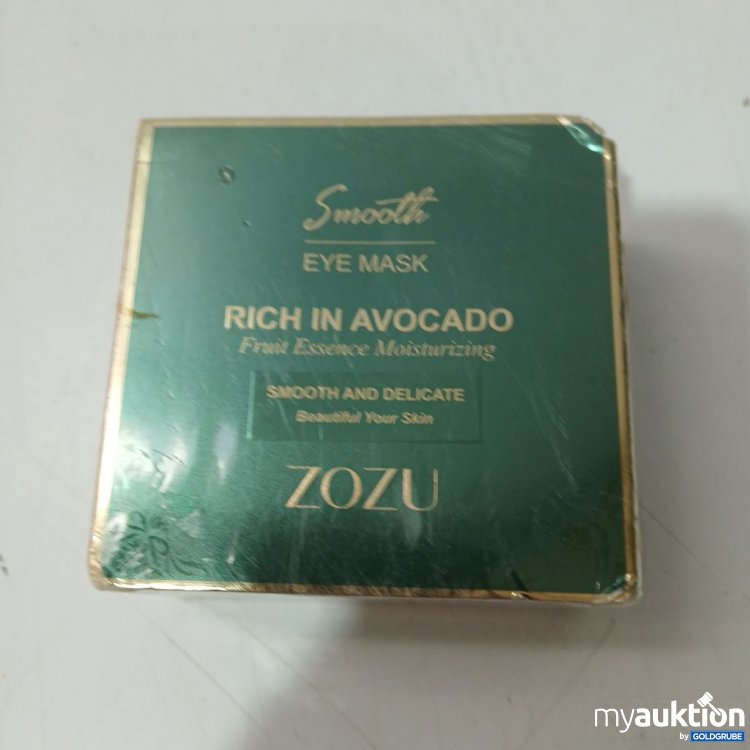 Smooth
EYE MASK
RICH IN AVOCADO
Fruit Essence Moisturizing
SMOOTH AND DELICATE
Beautiful Your Skin
ZOZU
myauktion
by GOLDGRUBE